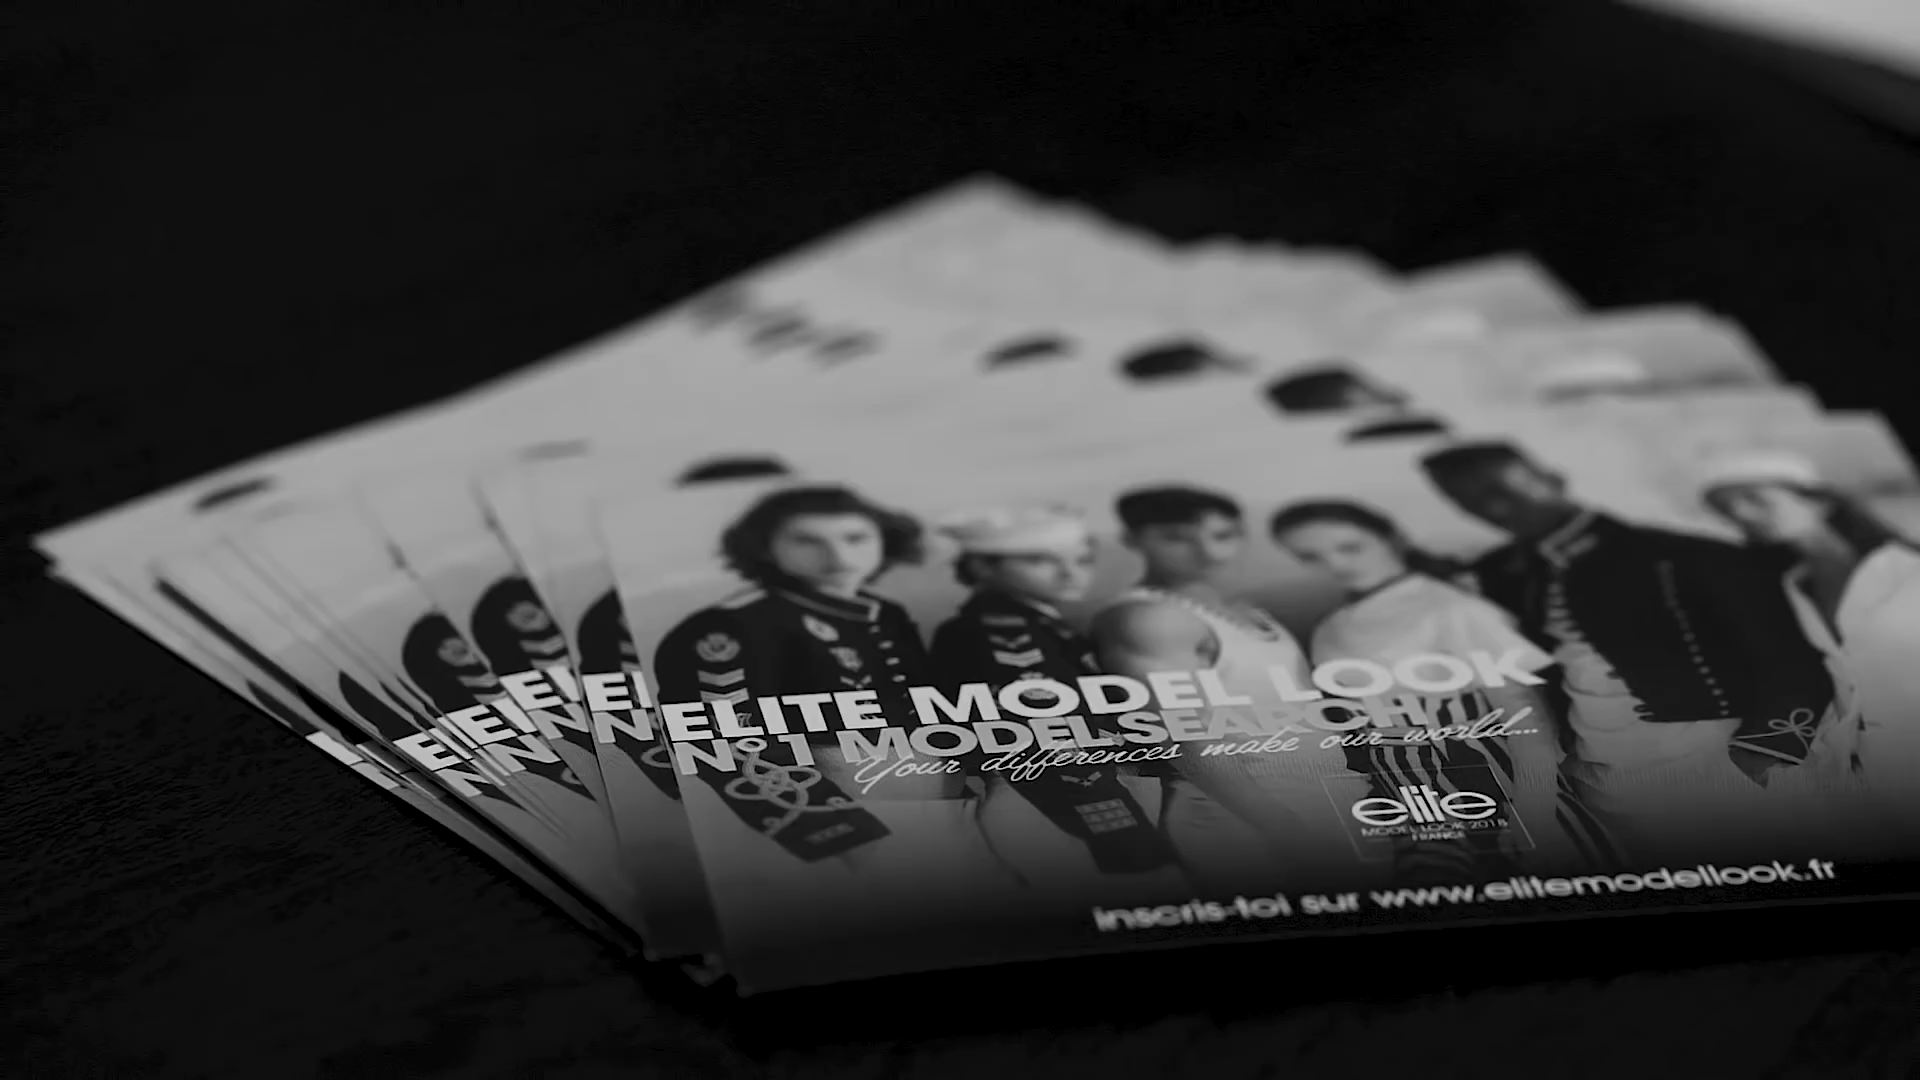 ELITE MODEL LOOK
N°1 MODEL SEARCH
Your differences make our world...
elite
MODEL LOOK 2018
FRANCE
inscris-toi sur www.elitemodellook.fr